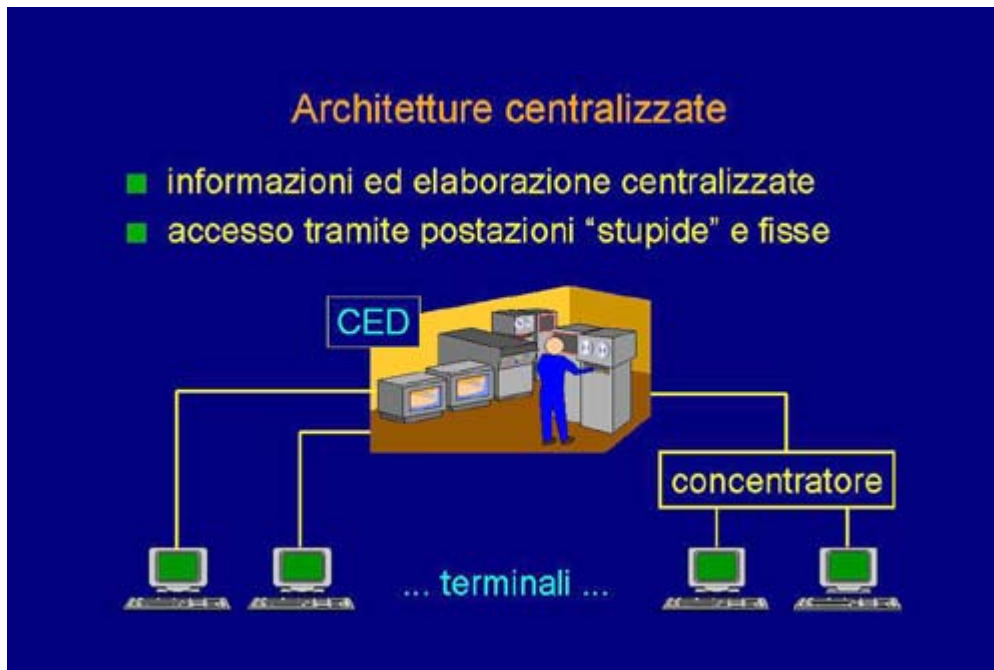 Architetture centralizzate
informazioni ed elaborazione centralizzate
accesso tramite postazioni “stupide” e fisse
CED
concentratore
... terminali ...